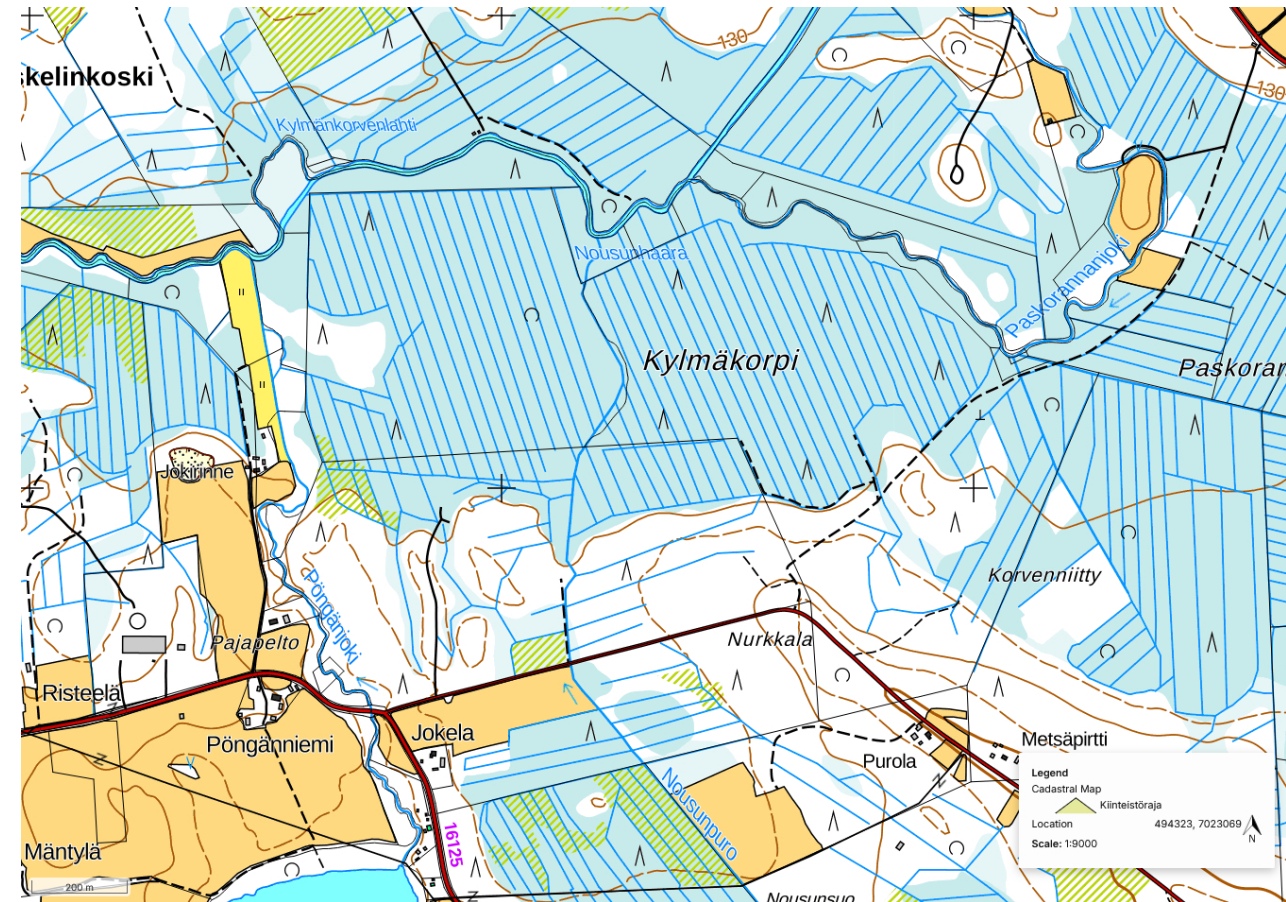 130
skelinkoski
130
Kylmänkorvenlahti
Nousunhaara
Paskorannanjoki
Kylmäkorpi
Paskoran
Jokirinne
Korvenniitty
Pöngänjoki
Pajapelto
Nurkkala
Risteelä
Pöngänniemi
Jokela
Metsäpirtti
Purola
Nousunpuro
16125
Mäntylä
Nousunsuo
200 m
Legend
Cadastral Map
Kiinteistöraja
Location 494323, 7023069
N
Scale: 1:9000